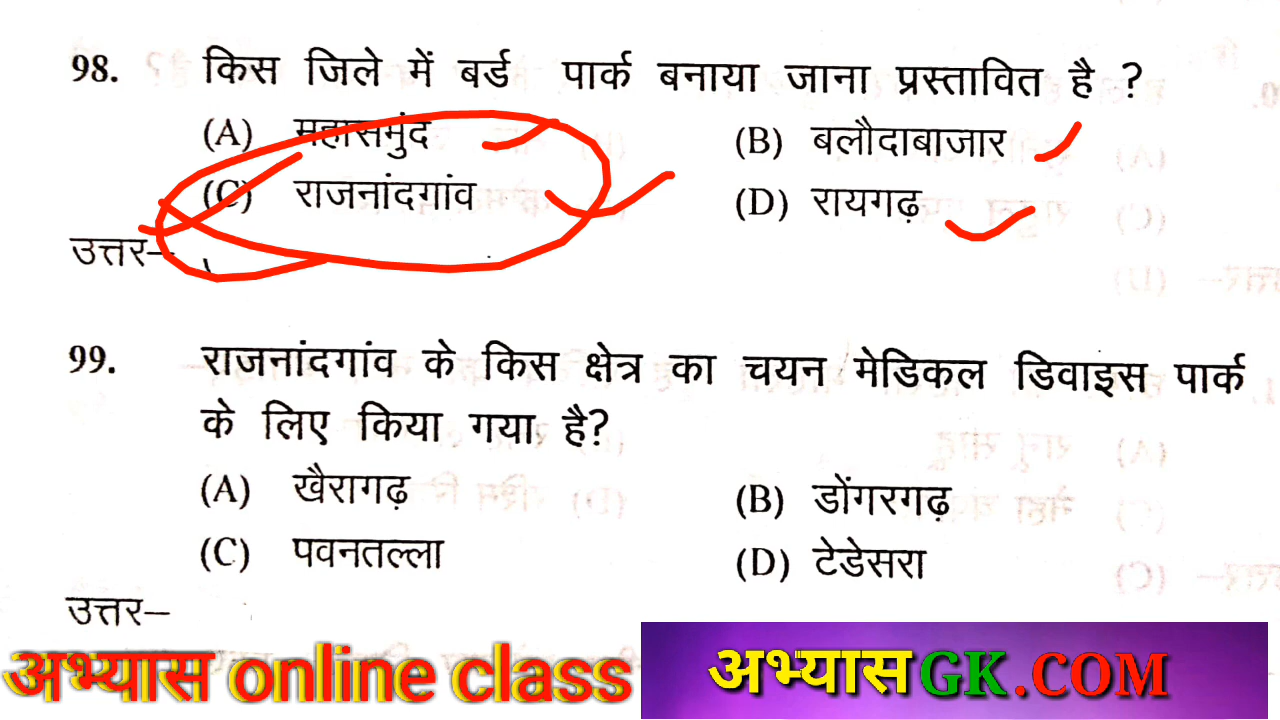 98. किस जिले में बर्ड पार्क बनाया जाना प्रस्तावित है ?
(A) महासमुंद (B) बलौदाबाजार
(C) राजनांदगांव (D) रायगढ़
उत्तर–
99. राजनांदगांव के किस क्षेत्र का चयन मेडिकल डिवाइस पार्क
के लिए किया गया है?
(A) खैरागढ़ (B) डोंगरगढ़
(C) पवनतल्ला (D) टेडेसरा
उत्तर–
अभ्यास online class
अभ्यासGK.COM